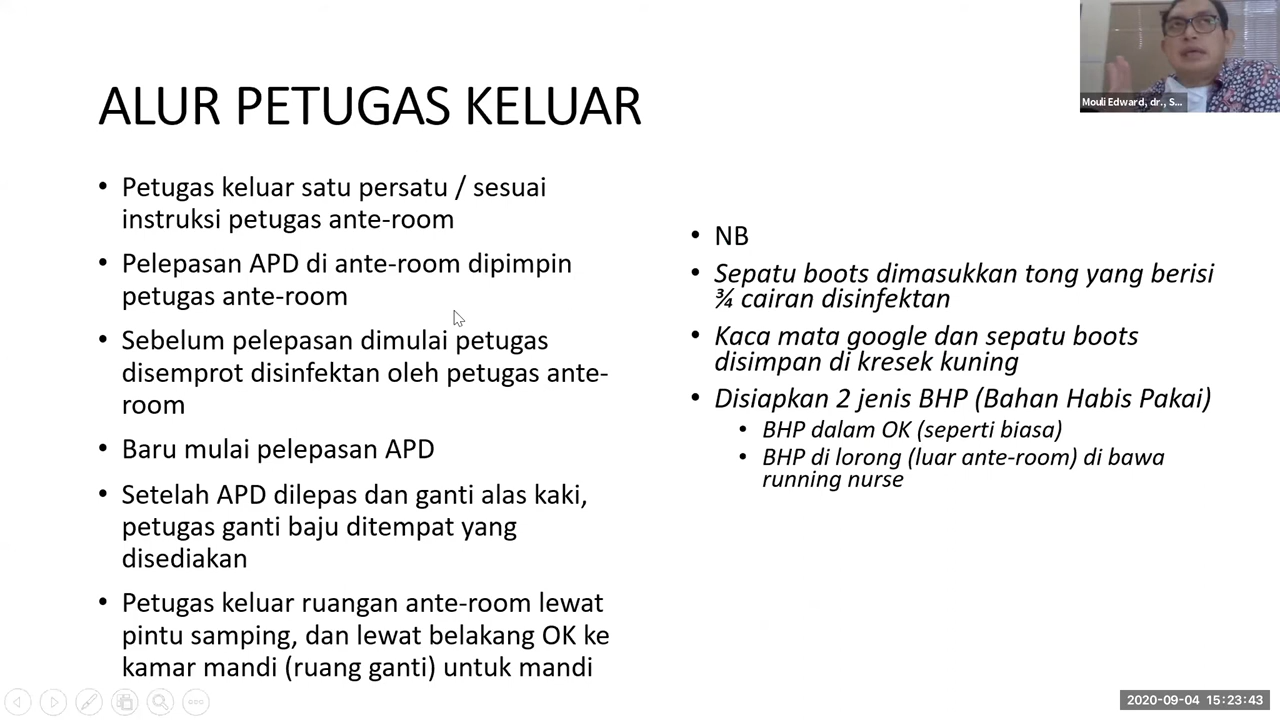 ALUR PETUGAS KELUAR
• Petugas keluar satu persatu / sesuai
instruksi petugas ante-room
• Pelepasan APD di ante-room dipimpin
petugas ante-room
• Sebelum pelepasan dimulai petugas
disemprot disinfektan oleh petugas ante-
room
• Baru mulai pelepasan APD
• Setelah APD dilepas dan ganti alas kaki,
petugas ganti baju ditempat yang
disediakan
• Petugas keluar ruangan ante-room lewat
pintu samping, dan lewat belakang OK ke
kamar mandi (ruang ganti) untuk mandi
• NB
• Sepatu boots dimasukkan tong yang berisi
¾ cairan disinfektan
• Kaca mata google dan sepatu boots
disimpan di kresek kuning
• Disiapkan 2 jenis BHP (Bahan Habis Pakai)
• BHP dalam OK (seperti biasa)
• BHP di lorong (luar ante-room) di bawa
running nurse
Mouli Edward, dr., S...
2020-09-04 15:23:43